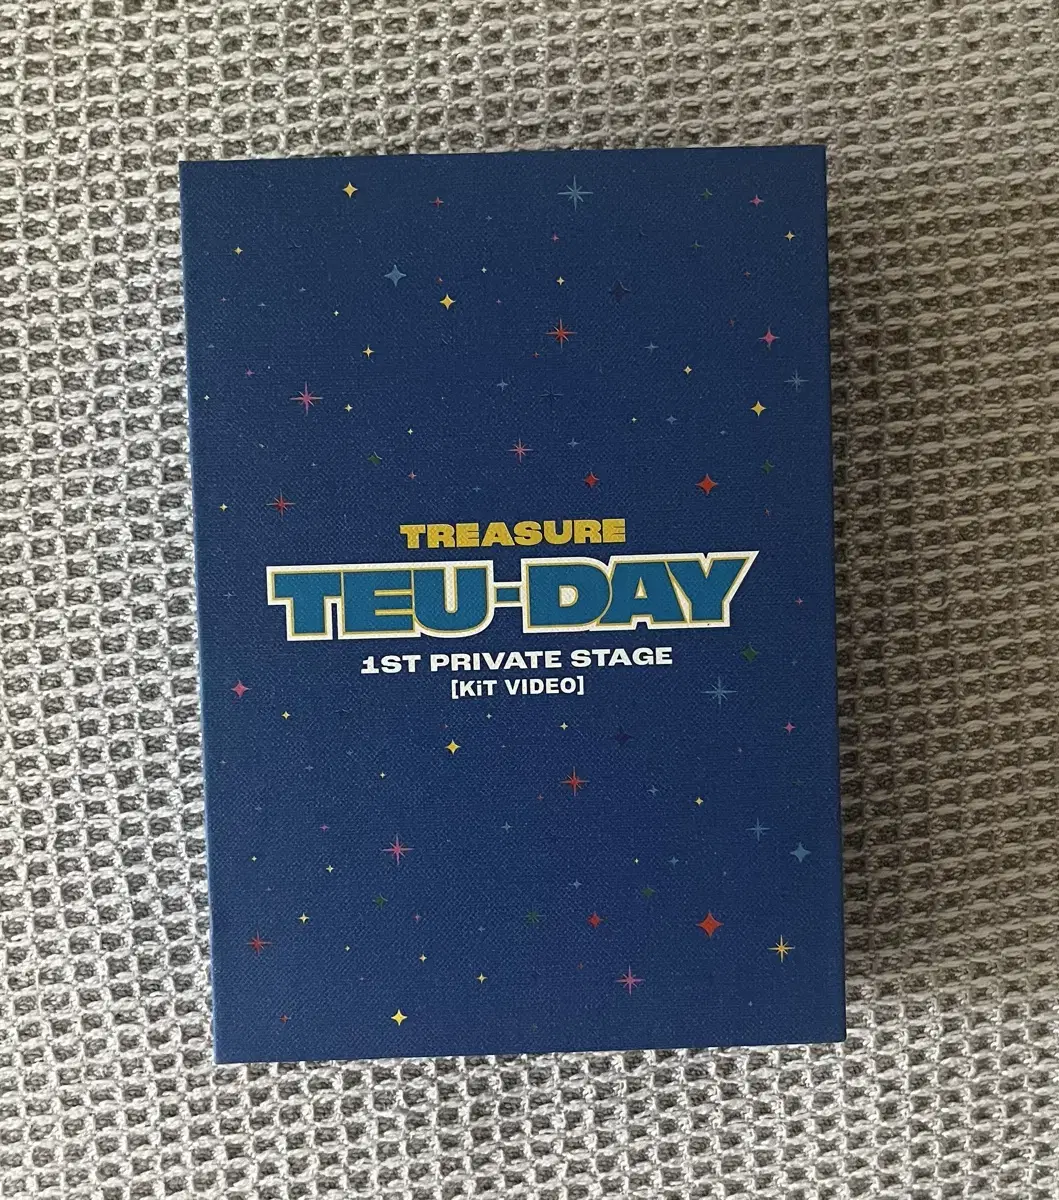 TREASURE
TEU-DAY
1ST PRIVATE STAGE
[KiT VIDEO]